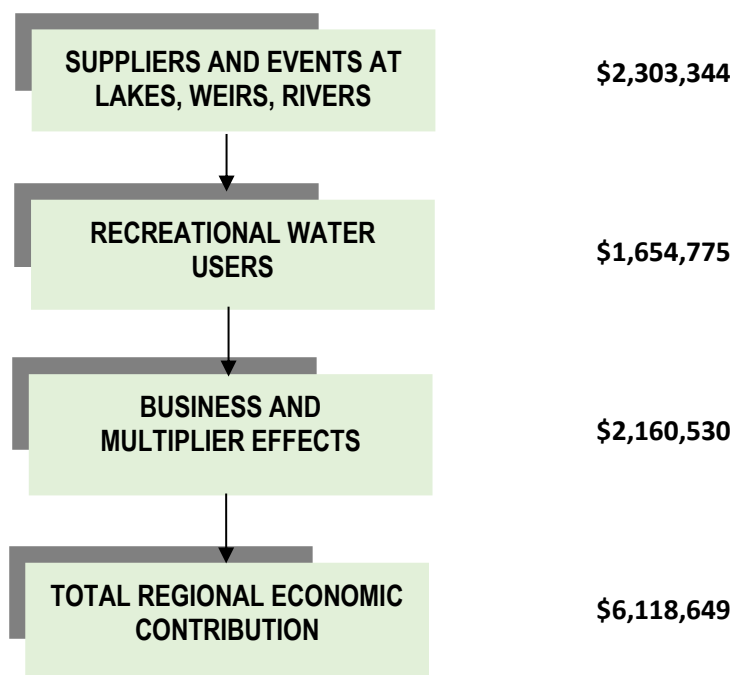 SUPPLIERS AND EVENTS AT
LAKES, WEIRS, RIVERS
$2,303,344
RECREATIONAL WATER
USERS
$1,654,775
BUSINESS AND
MULTIPLIER EFFECTS
$2,160,530
TOTAL REGIONAL ECONOMIC
CONTRIBUTION
$6,118,649